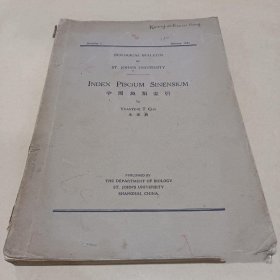 BIOLOGICAL BULLETIN
OF
ST. JOHN'S UNIVERSITY
INDEX PISCIUM SINENSIUM
中國魚類索引
by
PUBLISHED BY
THE DEPARTMENT OF BIOLOGY
ST. JOHN'S UNIVERSITY
SHANGHAI, CHINA.